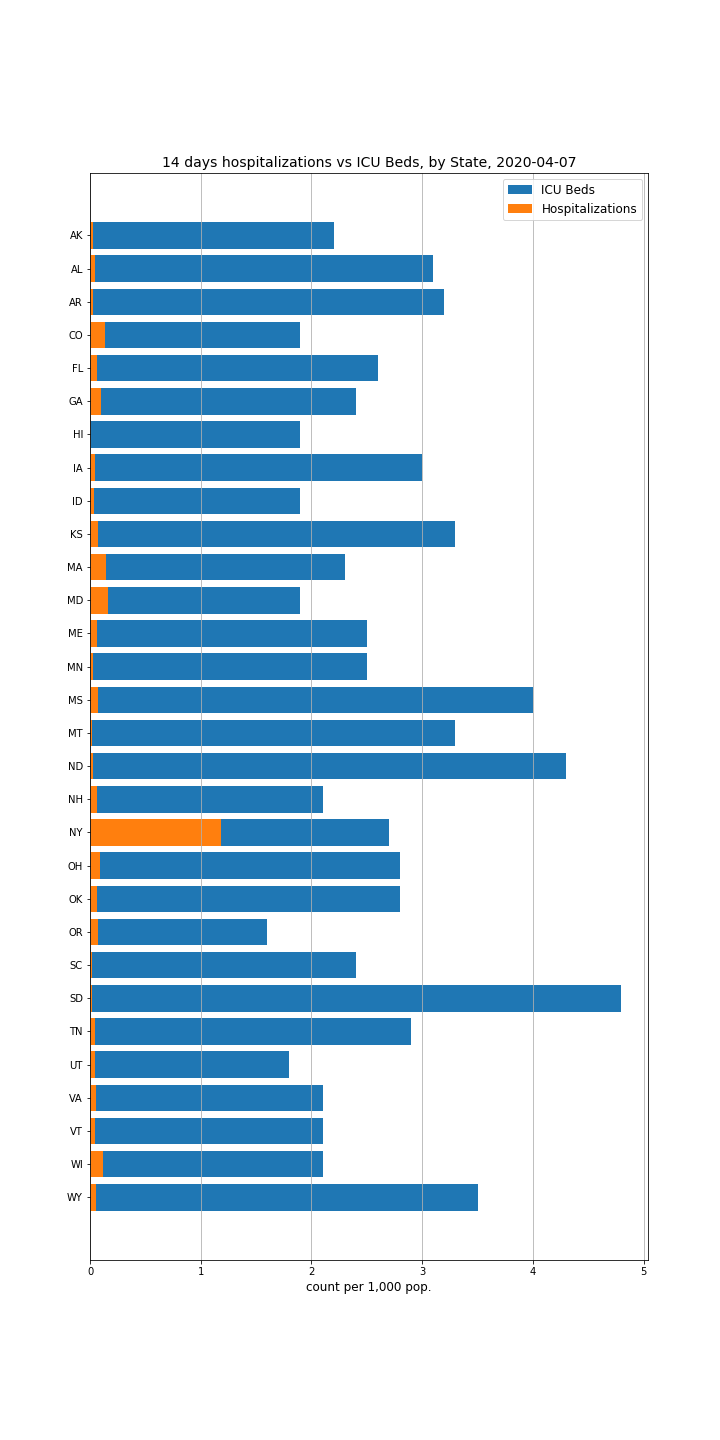 14 days hospitalizations vs ICU Beds, by State, 2020-04-07
ICU Beds
Hospitalizations
AK
AL
AR
CO
FL
GA
HI
IA
ID
KS
MA
MD
ME
MN
MS
MT
ND
NH
NY
OH
OK
OR
SC
SD
TN
UT
VA
VT
WI
WY
0 1 2 3 4 5
count per 1,000 pop.